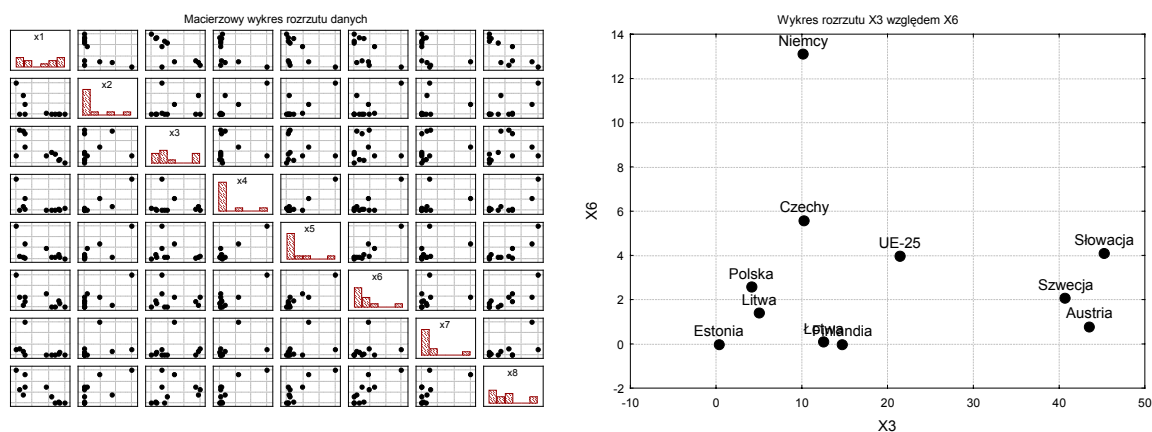 Macierzowy wykres rozrzutu danych
x1
x2
x3
x4
x5
x6
x7
x8
Wykres rozrzutu X3 względem X6
14
12
10
8
6
4
2
0
-2
X6
Niemcy
Czechy
UE-25
Słowacja
Polska
Szwecja
Litwa
Austria
Estonia
Łotwa
Finlandia
-10
0
10
20
30
40
50
X3